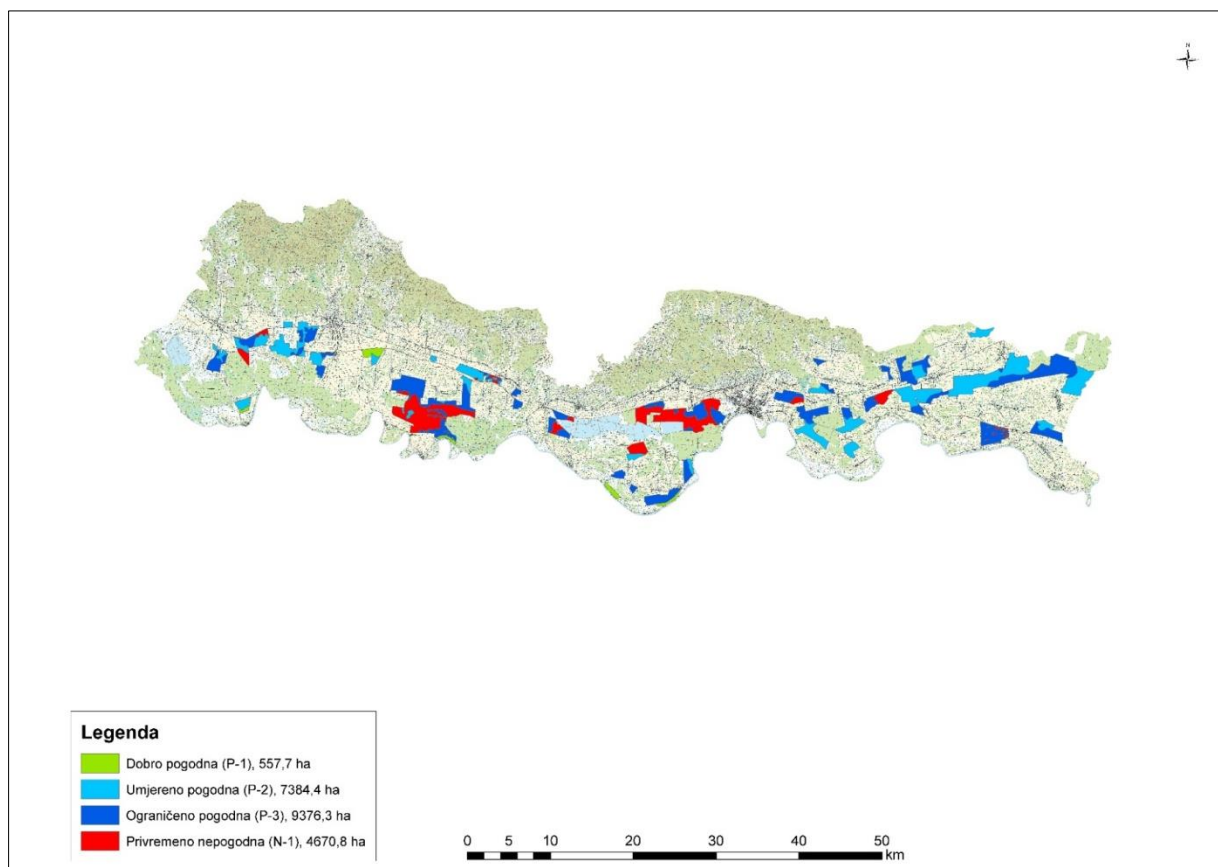 N
Legenda
Dobro pogodna (P-1), 557,7 ha
Umjereno pogodna (P-2), 7384,4 ha
Ograničeno pogodna (P-3), 9376,3 ha
Privremeno nepogodna (N-1), 4670,8 ha
0 5 10 20 30 40 50
km